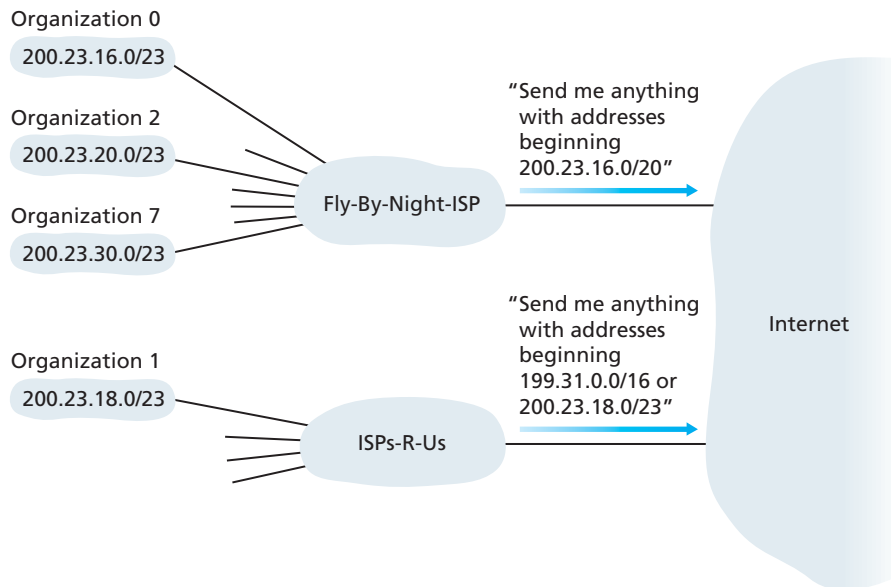 Organization 0
200.23.16.0/23
Organization 2
200.23.20.0/23
Organization 7
200.23.30.0/23
Fly-By-Night-ISP
“Send me anything
with addresses
beginning
200.23.16.0/20”
Organization 1
200.23.18.0/23
ISPs-R-Us
“Send me anything
with addresses
beginning
199.31.0.0/16 or
200.23.18.0/23”
Internet